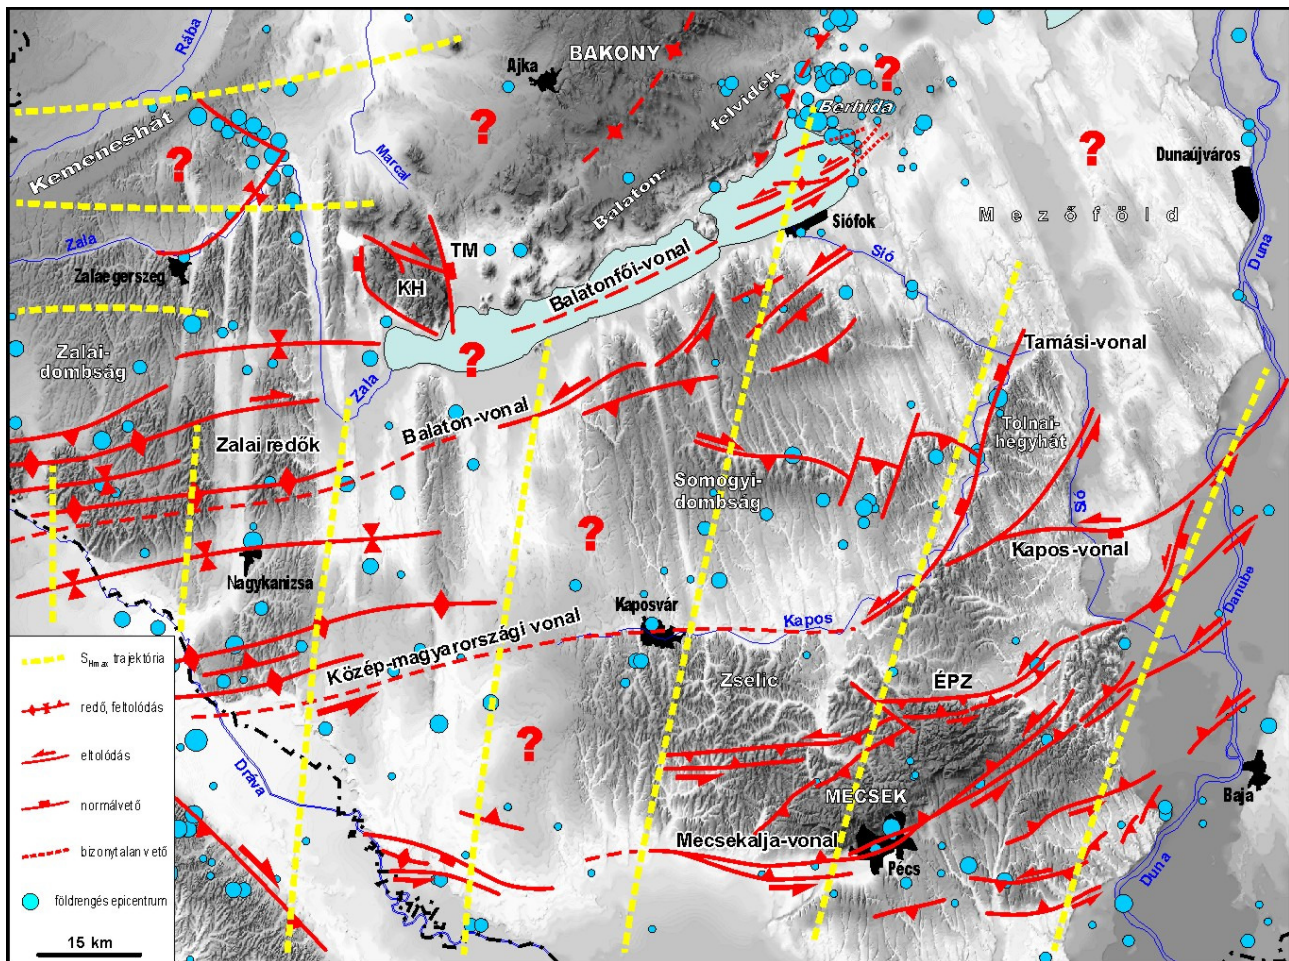 Rába
Ajka
BAKONY
?
?
Berhida
Kemeneshát
?
Marcal
Balaton-
felvidék
?
Dunaújváros
Mezőföld
Duna
Zala
Zalaegerszeg
TM
KH
Siófok
Sió
Balatonfői-vonal
?
Zalai-
dombság
Zala
Tamási-vonal
Balaton-vonal
Zalai redők
Tolnai-
hegyhát
Somogyi-
dombság
Sió
?
Kapos-vonal
Nagykanizsa
Danube
Kaposvár
Kapos
Közép-magyarországi vonal
Zselic
ÉPZ
?
Dráva
MECSEK
Baja
Mecsekalja-vonal
Pécs
Duna
SHmax trajektória
redő, feltolódás
eltolódás
normálvető
bizonytalan vető
földrengés epicentrum
15 km